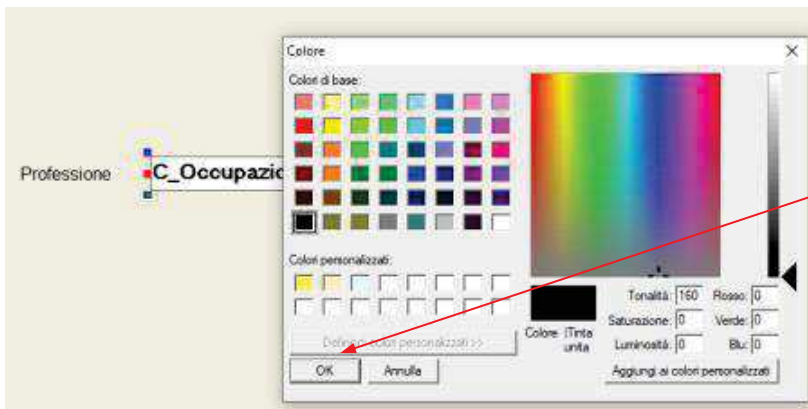 Colore
Colori di base:
Professione
C_Occupazio
Colori personalizzati:
Definisci colori personalizzati >>
OK
Annulla
Colore |Tinta
unita
Tonalità: 160
Rosso: 0
Saturazione: 0
Verde: 0
Luminosità: 0
Blu: 0
Aggiungi ai colori personalizzati